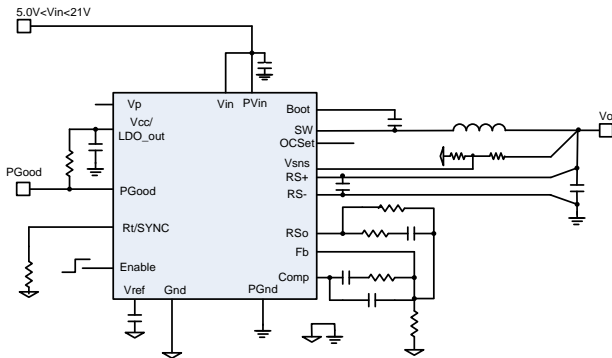 5.0V<Vin<21V
Vp
Vin
PVin
Boot
Vcc/
LDO_out
SW
Vo
OCSet
Vsns
PGood
PGood
RS+
RS-
Rt/SYNC
RSo
Fb
Enable
Comp
Vref
Gnd
PGnd